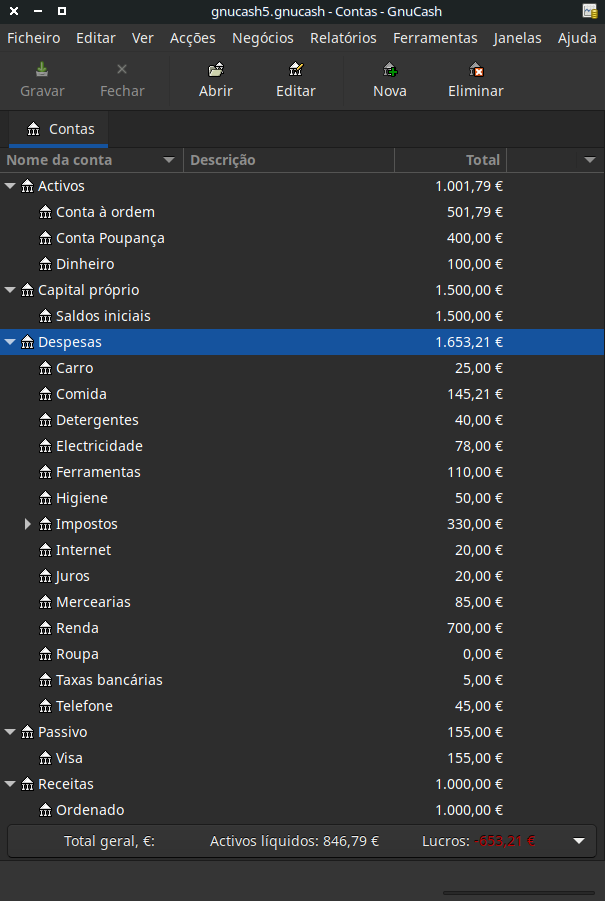 gnucash5.gnucash - Contas - GnuCash
Ficheiro Editar Ver Acções Negócios Relatórios Ferramentas Janelas Ajuda
Gravar Fechar Abrir Editar Nova Eliminar
Contas
Nome da conta Descrição Total
Activos 1.001,79 €
Conta à ordem 501,79 €
Conta Poupança 400,00 €
Dinheiro 100,00 €
Capital próprio 1.500,00 €
Saldos iniciais 1.500,00 €
Despesas 1.653,21 €
Carro 25,00 €
Comida 145,21 €
Detergentes 40,00 €
Electricidade 78,00 €
Ferramentas 110,00 €
Higiene 50,00 €
Impostos 330,00 €
Internet 20,00 €
Juros 20,00 €
Mercearias 85,00 €
Renda 700,00 €
Roupa 0,00 €
Taxas bancárias 5,00 €
Telefone 45,00 €
Passivo 155,00 €
Visa 155,00 €
Receitas 1.000,00 €
Ordenado 1.000,00 €
Total geral, €: Activos líquidos: 846,79 € Lucros: -653,21 €